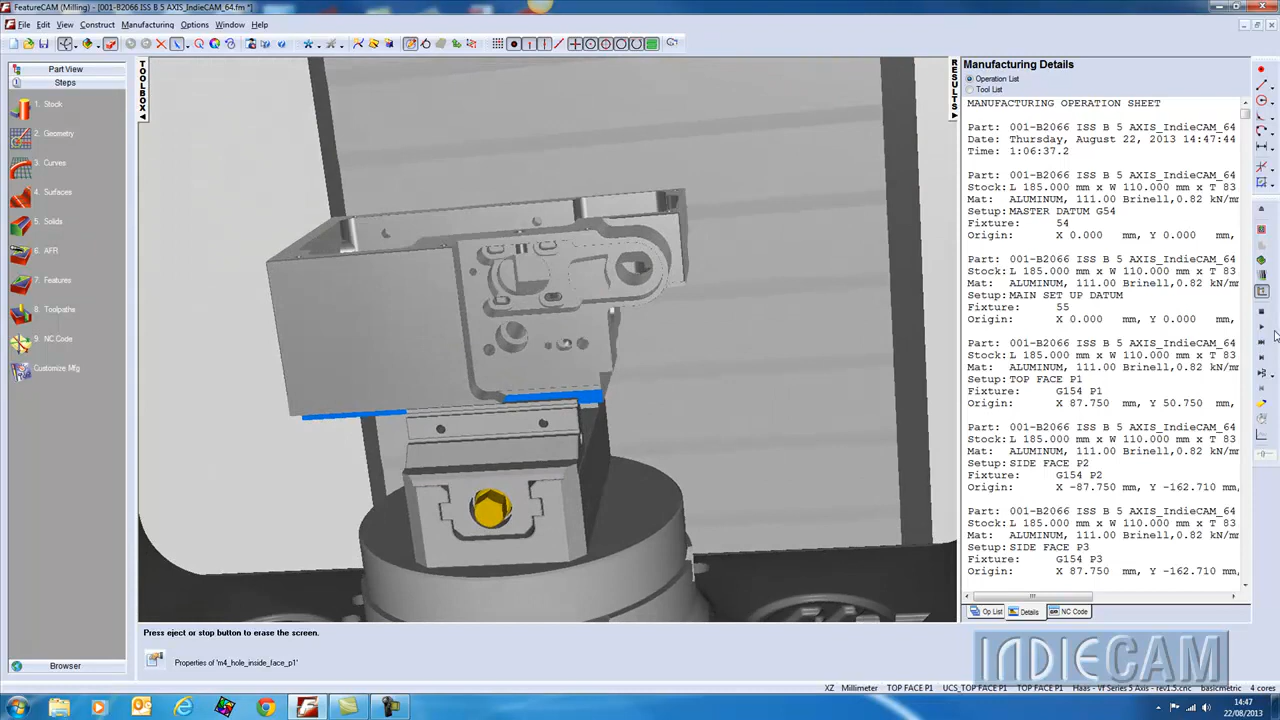 FeatureCAM (Milling) - [001-B2066 ISS B 5 AXIS_IndieCAM_64.fm *]
File Edit View Construct Manufacturing Options Window Help
Part View
Steps
1. Stock
2. Geometry
3. Curves
4. Surfaces
5. Solids
6. AFR
7. Features
8. Toolpaths
9. NC Code
Customize Mfg
Browser
TOOLBOX
RESULTS
Manufacturing Details
Operation List
Tool List
MANUFACTURING OPERATION SHEET
Part: 001-B2066 ISS B 5 AXIS_IndieCAM_64
Date: Thursday, August 22, 2013 14:47:44
Time: 1:06:37.2
Part: 001-B2066 ISS B 5 AXIS_IndieCAM_64
Stock: L 185.000 mm x W 110.000 mm x T 83
Mat: ALUMINUM, 111.00 Brinell,0.82 kN/mm
Setup: MASTER DATUM G54
Fixture: 54
Origin: X 0.000 mm, Y 0.000 mm,
Part: 001-B2066 ISS B 5 AXIS_IndieCAM_64
Stock: L 185.000 mm x W 110.000 mm x T 83
Mat: ALUMINUM, 111.00 Brinell,0.82 kN/mm
Setup: MAIN SET UP DATUM
Fixture: 55
Origin: X 0.000 mm, Y 0.000 mm,
Part: 001-B2066 ISS B 5 AXIS_IndieCAM_64
Stock: L 185.000 mm x W 110.000 mm x T 83
Mat: ALUMINUM, 111.00 Brinell,0.82 kN/mm
Setup: TOP FACE P1
Fixture: G154 P1
Origin: X 87.750 mm, Y 50.750 mm,
Part: 001-B2066 ISS B 5 AXIS_IndieCAM_64
Stock: L 185.000 mm x W 110.000 mm x T 83
Mat: ALUMINUM, 111.00 Brinell,0.82 kN/mm
Setup: SIDE FACE P2
Fixture: G154 P2
Origin: X -87.750 mm, Y -162.710 mm,
Part: 001-B2066 ISS B 5 AXIS_IndieCAM_64
Stock: L 185.000 mm x W 110.000 mm x T 83
Mat: ALUMINUM, 111.00 Brinell,0.82 kN/mm
Setup: SIDE FACE P3
Fixture: G154 P3
Origin: X 87.750 mm, Y -162.710 mm,
Op List Details NC Code
Press eject or stop button to erase the screen.
Properties of 'm4_hole_inside_face_p1'
INDIECAM
XZ Millimeter TOP FACE P1 UCS_TOP FACE P1 TOP FACE P1 Haas - Vf Series 5 Axis - rev1.5.cnc basicmetric 4 cores
14:47
22/08/2013